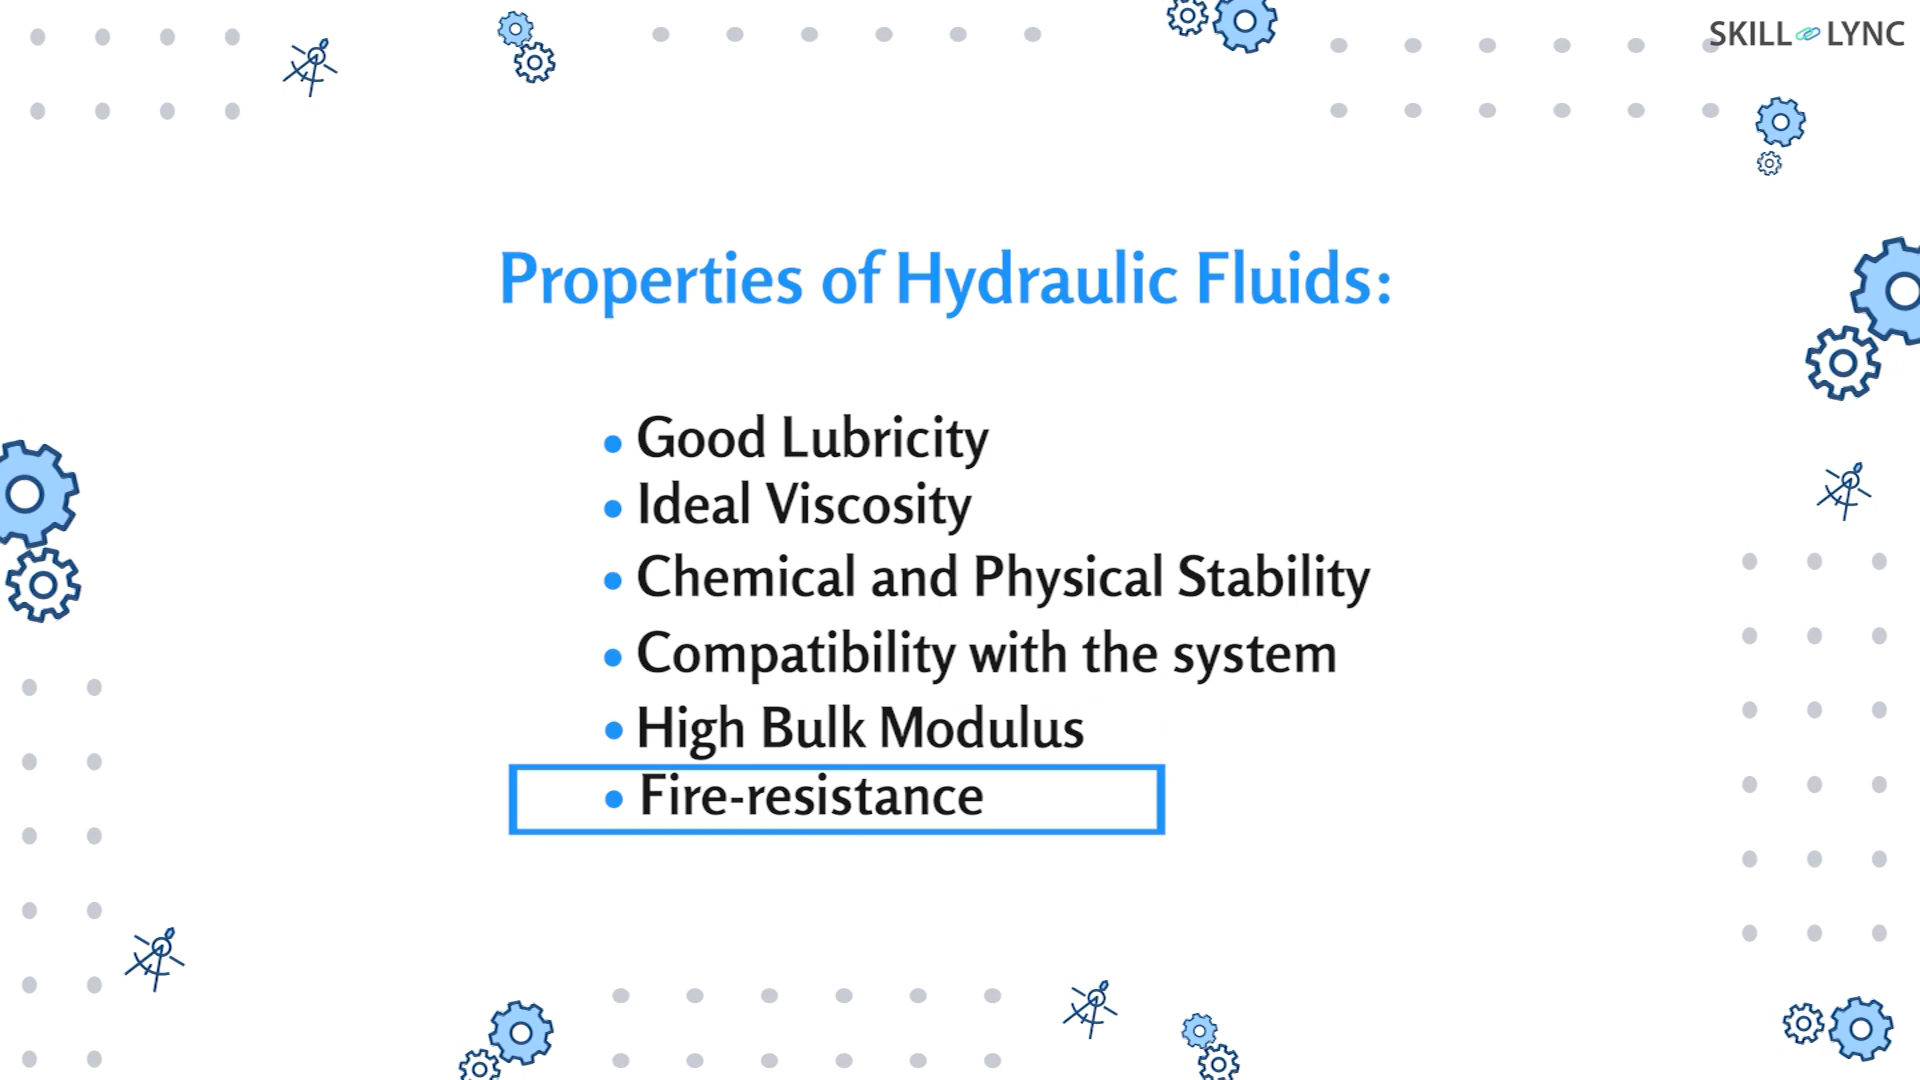 SKILL LYNC
Properties of Hydraulic Fluids:
• Good Lubricity
• Ideal Viscosity
• Chemical and Physical Stability
• Compatibility with the system
• High Bulk Modulus
• Fire-resistance